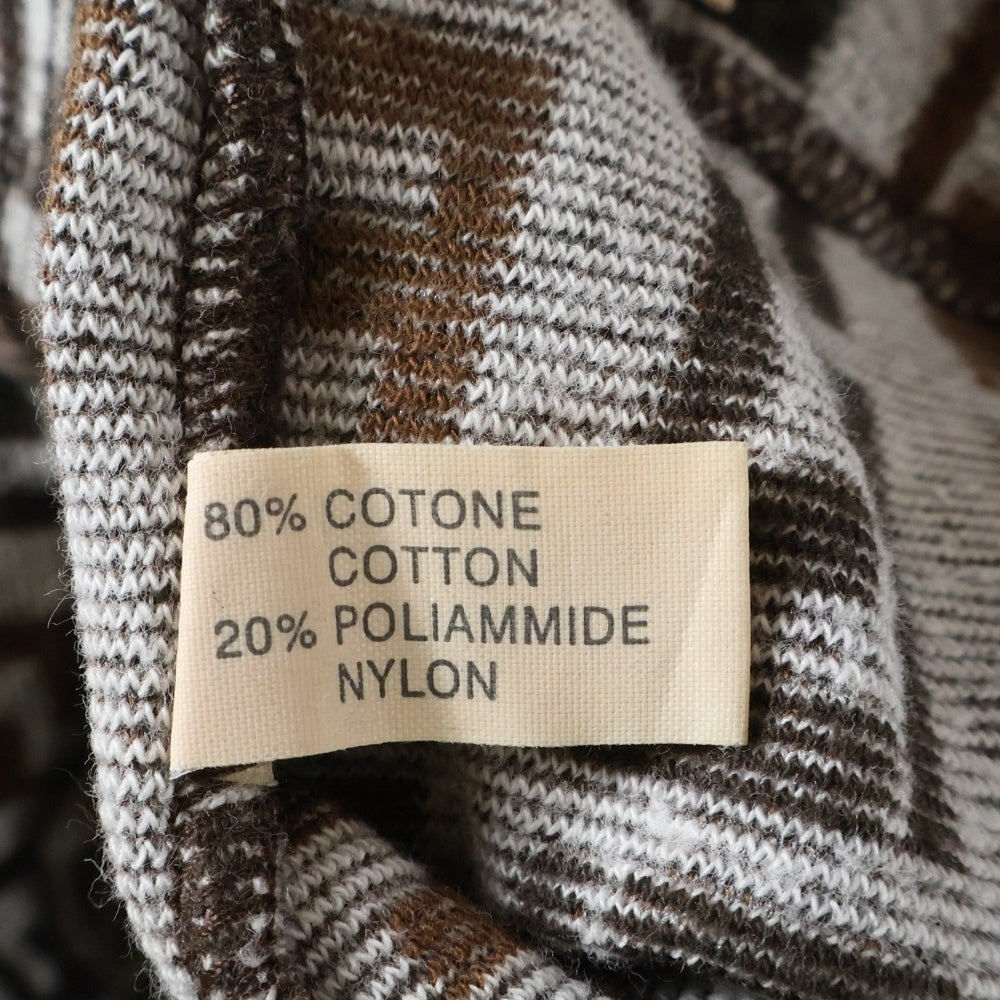 80% COTONE
COTTON
20% POLIAMMIDE
NYLON